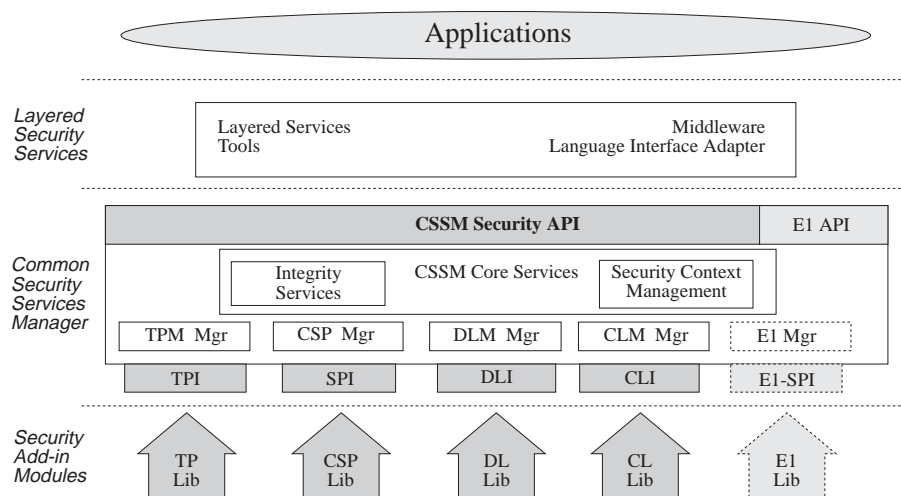 Applications
Layered
Security
Services
Layered Services
Tools
Middleware
Language Interface Adapter
CSSM Security API
E1 API
Common
Security
Services
Manager
Integrity
Services
CSSM Core Services
Security Context
Management
TPM Mgr
CSP Mgr
DLM Mgr
CLM Mgr
E1 Mgr
TPI
SPI
DLI
CLI
E1-SPI
Security
Add-in
Modules
TP
Lib
CSP
Lib
DL
Lib
CL
Lib
E1
Lib